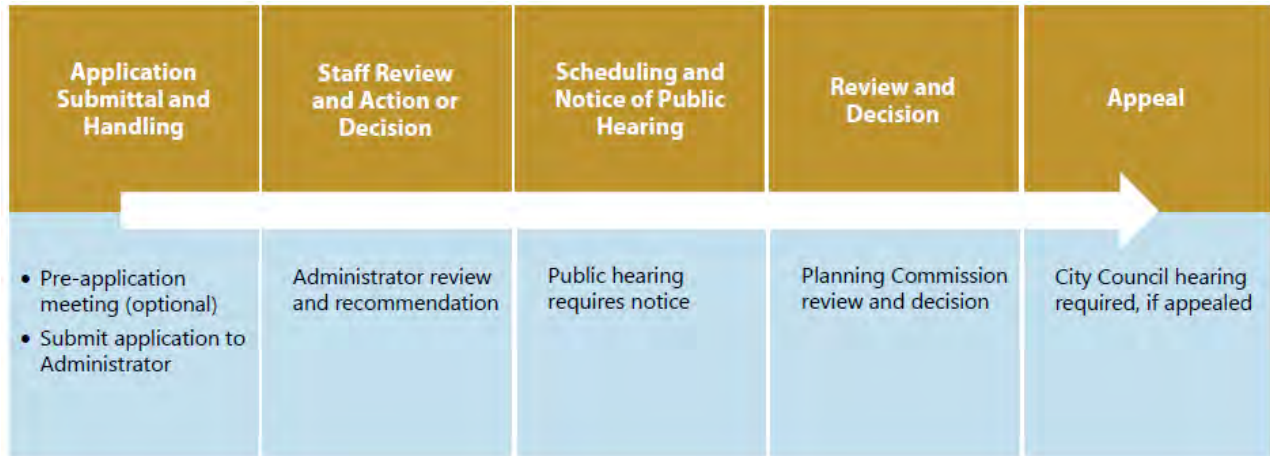 Application
Submittal and
Handling
Staff Review
and Action or
Decision
Scheduling and
Notice of Public
Hearing
Review and
Decision
Appeal
• Pre-application
meeting (optional)
• Submit application to
Administrator
Administrator review
and recommendation
Public hearing
requires notice
Planning Commission
review and decision
City Council hearing
required, if appealed